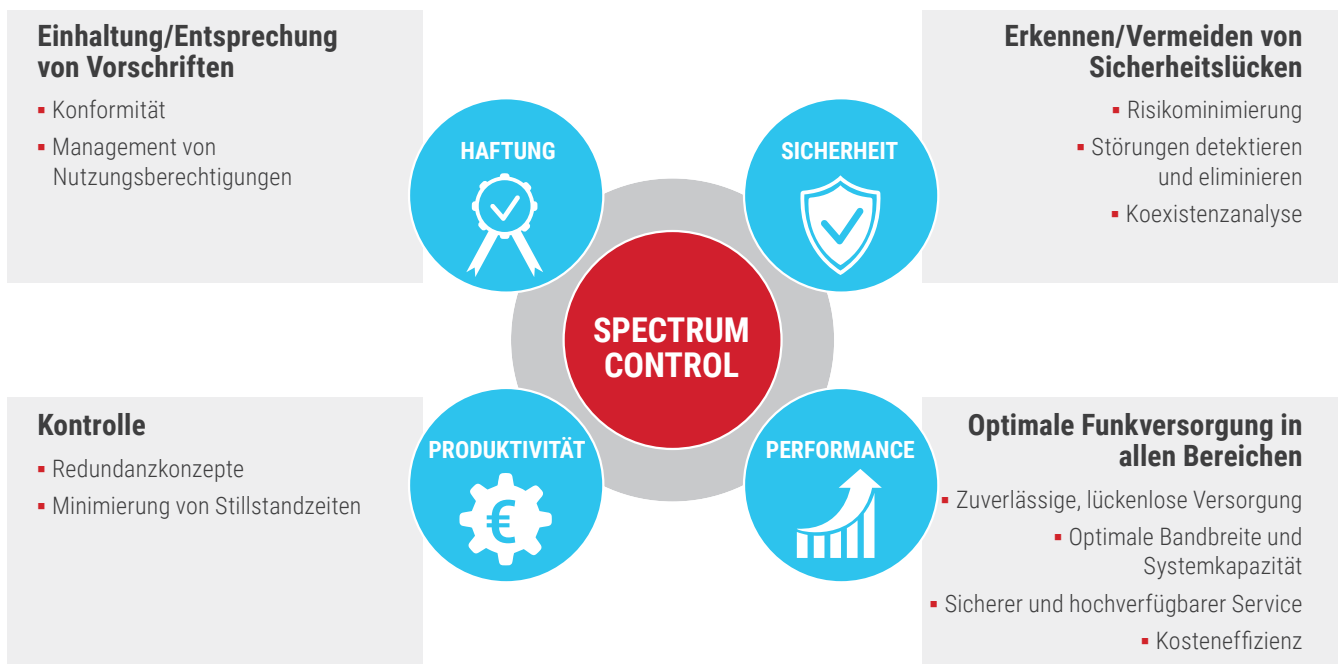 Einhaltung/Entsprechung
von Vorschriften
▪ Konformität
▪ Management von
Nutzungsberechtigungen
HAFTUNG
SICHERHEIT
Erkennen/Vermeiden von
Sicherheitslücken
▪ Risikominimierung
▪ Störungen detektieren
und eliminieren
▪ Koexistenzanalyse
SPECTRUM
CONTROL
Kontrolle
▪ Redundanzkonzepte
▪ Minimierung von Stillstandzeiten
PRODUKTIVITÄT
€
PERFORMANCE
Optimale Funkversorgung in
allen Bereichen
▪ Zuverlässige, lückenlose Versorgung
▪ Optimale Bandbreite und
Systemkapazität
▪ Sicherer und hochverfügbarer Service
▪ Kosteneffizienz